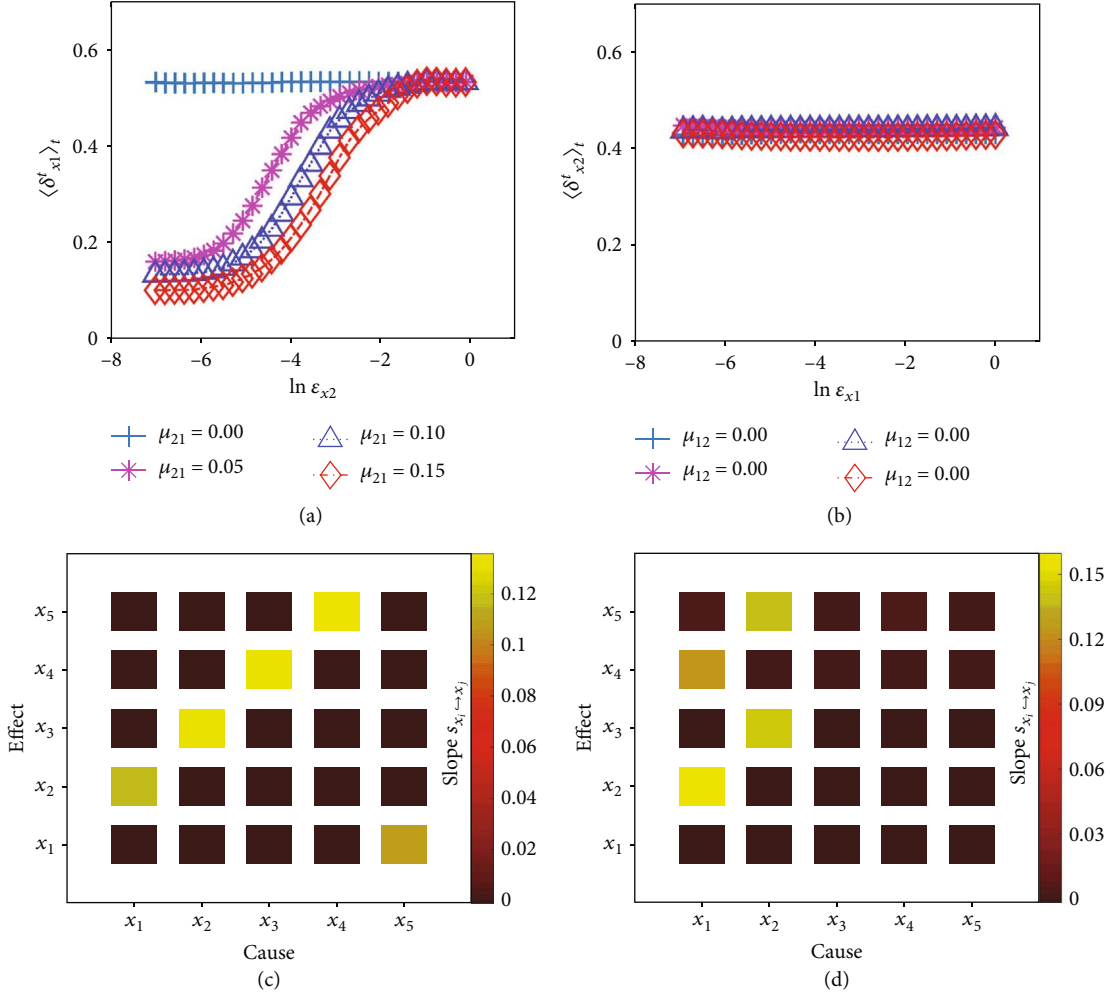 0.6
0.4
0.2
0
⟨δᵗₓ₁⟩ₜ
–8
–6
–4
–2
0
ln εₓ₂
μ₂₁ = 0.00
μ₂₁ = 0.10
μ₂₁ = 0.05
μ₂₁ = 0.15
(a)
0.6
0.4
0.2
0
⟨δᵗₓ₂⟩ₜ
–8
–6
–4
–2
0
ln εₓ₁
μ₁₂ = 0.00
μ₁₂ = 0.00
μ₁₂ = 0.00
μ₁₂ = 0.00
(b)
Effect
x₅
x₄
x₃
x₂
x₁
x₁ x₂ x₃ x₄ x₅
Cause
0.12
0.1
0.08
0.06
0.04
0.02
0
Slope s_{xᵢ↪xⱼ}
(c)
Effect
x₅
x₄
x₃
x₂
x₁
x₁ x₂ x₃ x₄ x₅
Cause
0.15
0.12
0.09
0.06
0.03
0
Slope s_{xᵢ↪xⱼ}
(d)